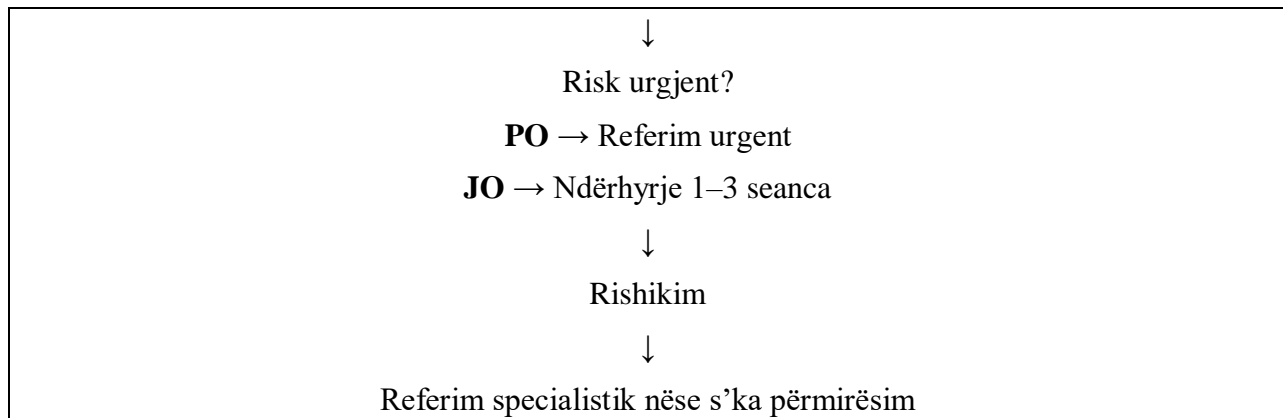 ↓
Risk urgjent?
PO → Referim urgent
JO → Ndërhyrje 1–3 seanca
↓
Rishikim
↓
Referim specialistik nëse s’ka përmirësim